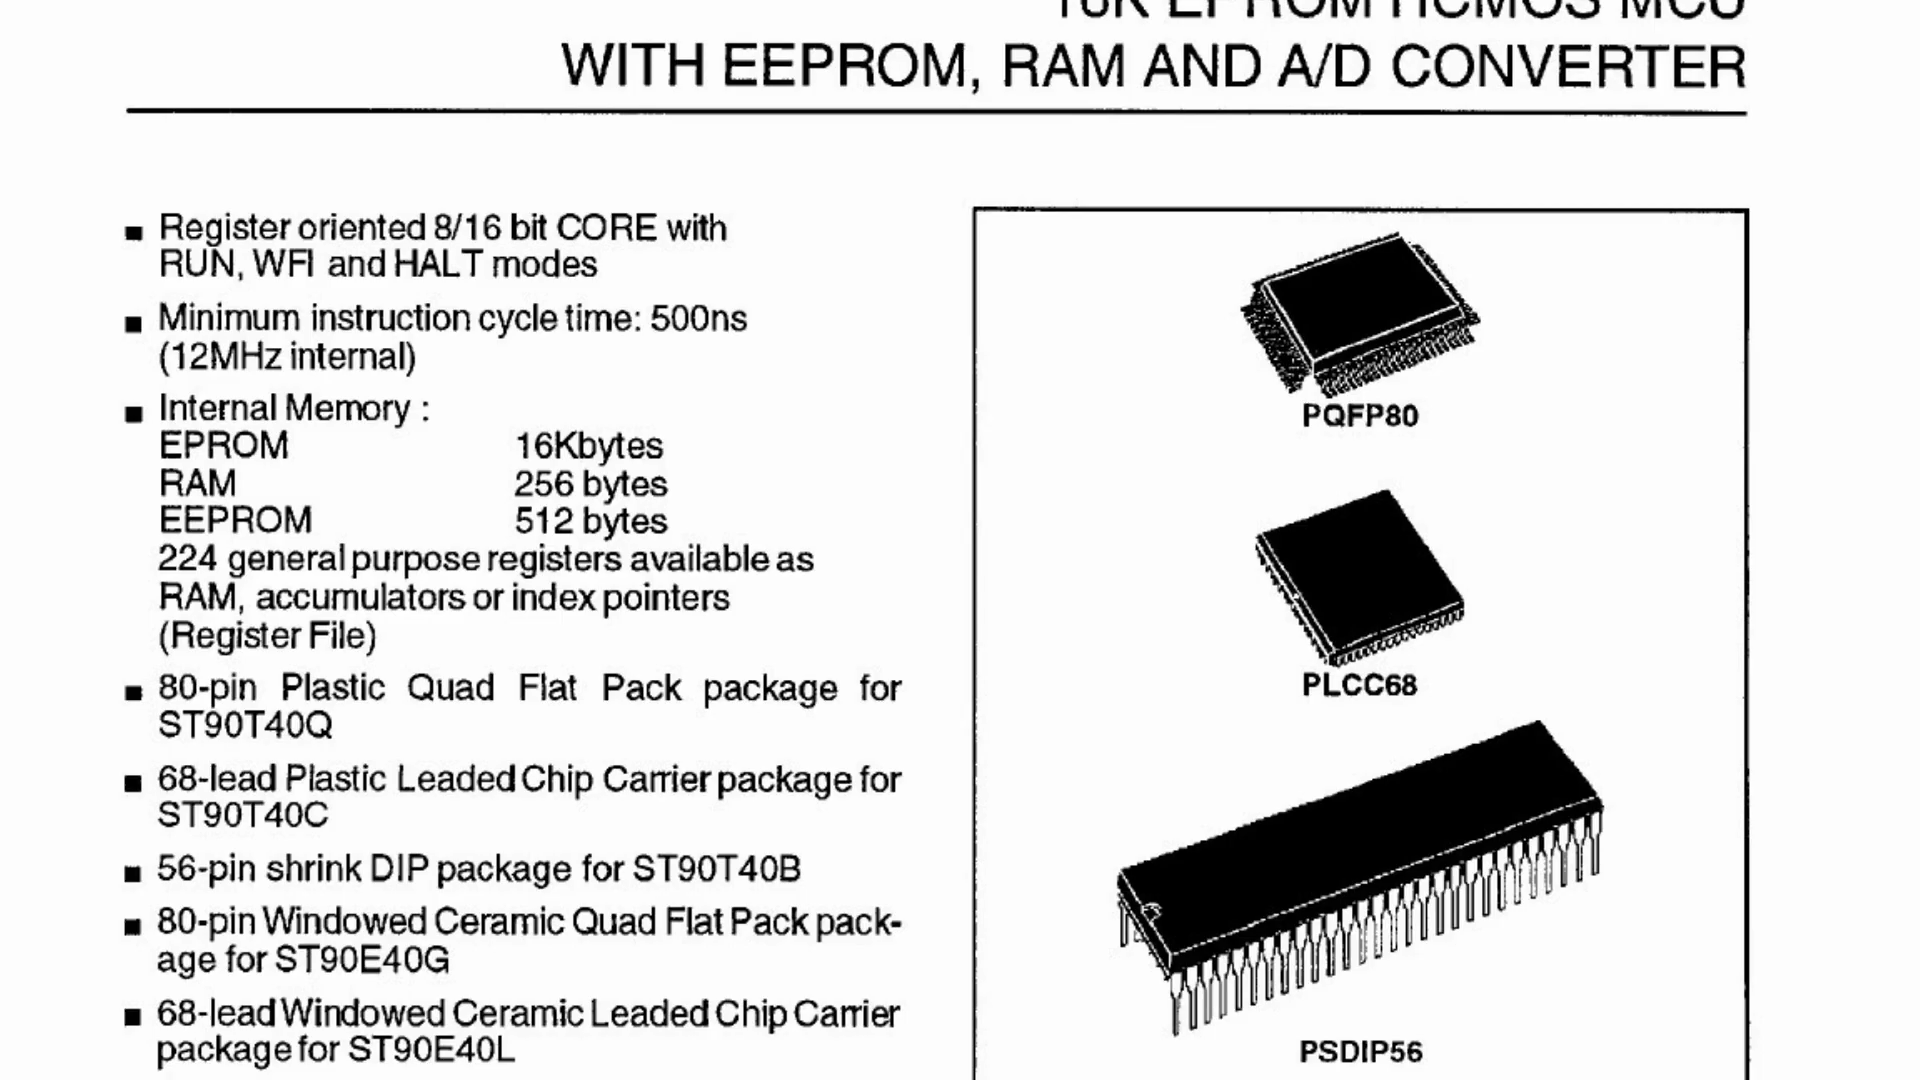 16K EPROM HCMOS MCU
WITH EEPROM, RAM AND A/D CONVERTER
■ Register oriented 8/16 bit CORE with
RUN, WFI and HALT modes
■ Minimum instruction cycle time: 500ns
(12MHz internal)
■ Internal Memory :
EPROM 16Kbytes
RAM 256 bytes
EEPROM 512 bytes
224 general purpose registers available as
RAM, accumulators or index pointers
(Register File)
■ 80-pin Plastic Quad Flat Pack package for
ST90T40Q
■ 68-lead Plastic Leaded Chip Carrier package for
ST90T40C
■ 56-pin shrink DIP package for ST90T40B
■ 80-pin Windowed Ceramic Quad Flat Pack pack-
age for ST90E40G
■ 68-lead Windowed Ceramic Leaded Chip Carrier
package for ST90E40L
PQFP80
PLCC68
PSDIP56